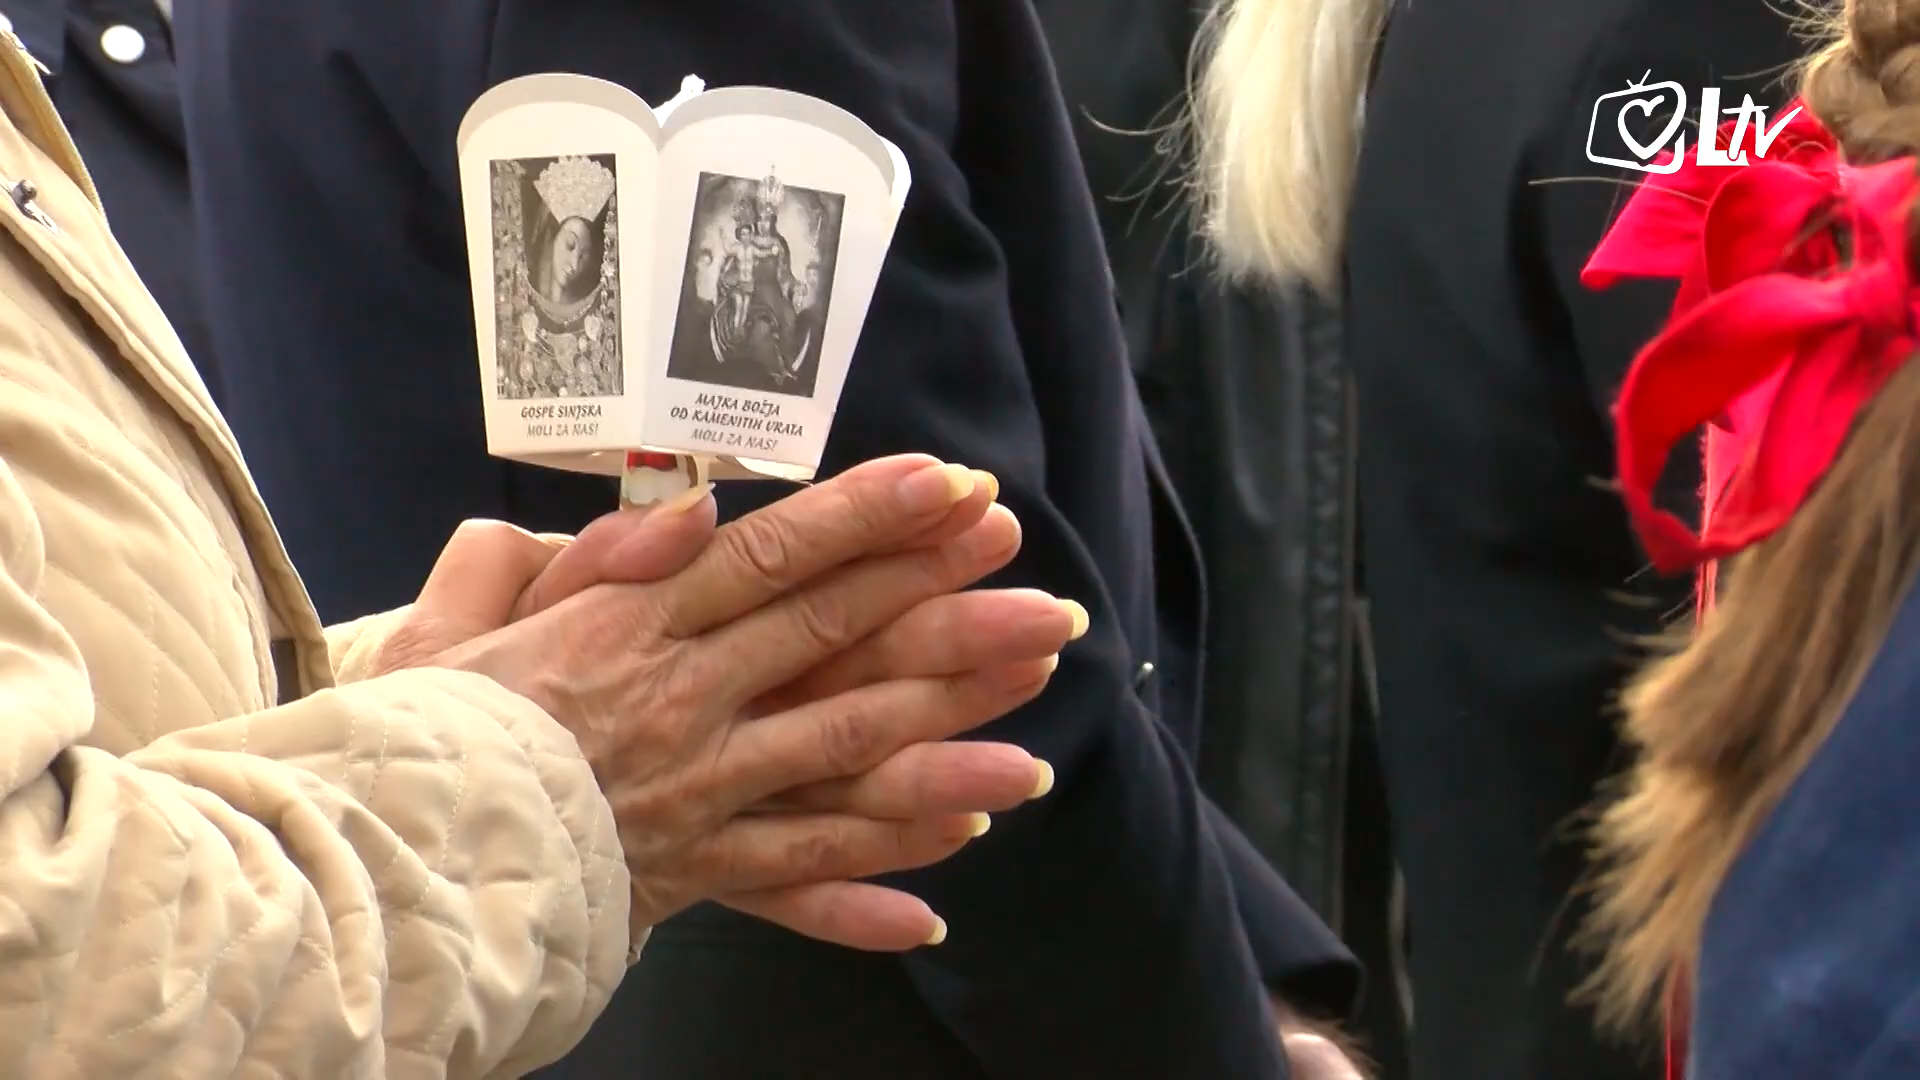 GOSPE SINJSKA
MOLI ZA NAS!
MAJKA BOŽJA
OD KAMENITIH VRATA
MOLI ZA NAS!
LTV